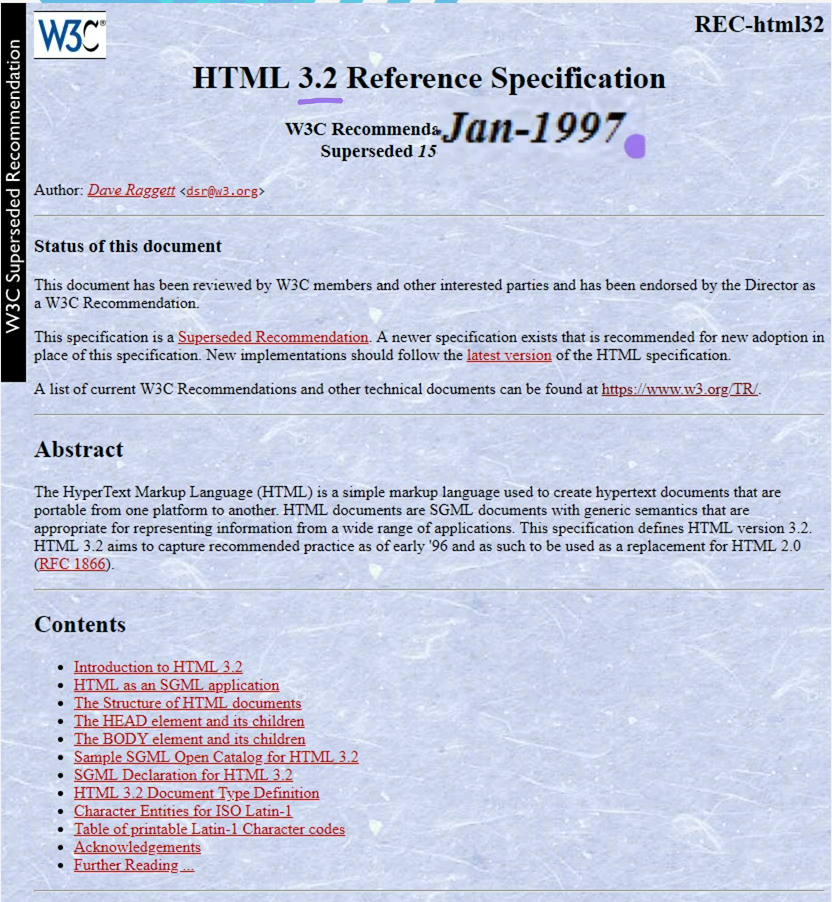 W3C®
REC-html32
W3C Superseded Recommendation
HTML 3.2 Reference Specification
W3C Recommenda
Superseded 15
Jan-1997
Author: Dave Raggett <dsr@w3.org>
Status of this document
This document has been reviewed by W3C members and other interested parties and has been endorsed by the Director as
a W3C Recommendation.
This specification is a Superseded Recommendation. A newer specification exists that is recommended for new adoption in
place of this specification. New implementations should follow the latest version of the HTML specification.
A list of current W3C Recommendations and other technical documents can be found at https://www.w3.org/TR/.
Abstract
The HyperText Markup Language (HTML) is a simple markup language used to create hypertext documents that are
portable from one platform to another. HTML documents are SGML documents with generic semantics that are
appropriate for representing information from a wide range of applications. This specification defines HTML version 3.2.
HTML 3.2 aims to capture recommended practice as of early '96 and as such to be used as a replacement for HTML 2.0
(RFC 1866).
Contents
• Introduction to HTML 3.2
• HTML as an SGML application
• The Structure of HTML documents
• The HEAD element and its children
• The BODY element and its children
• Sample SGML Open Catalog for HTML 3.2
• SGML Declaration for HTML 3.2
• HTML 3.2 Document Type Definition
• Character Entities for ISO Latin-1
• Table of printable Latin-1 Character codes
• Acknowledgements
• Further Reading ...